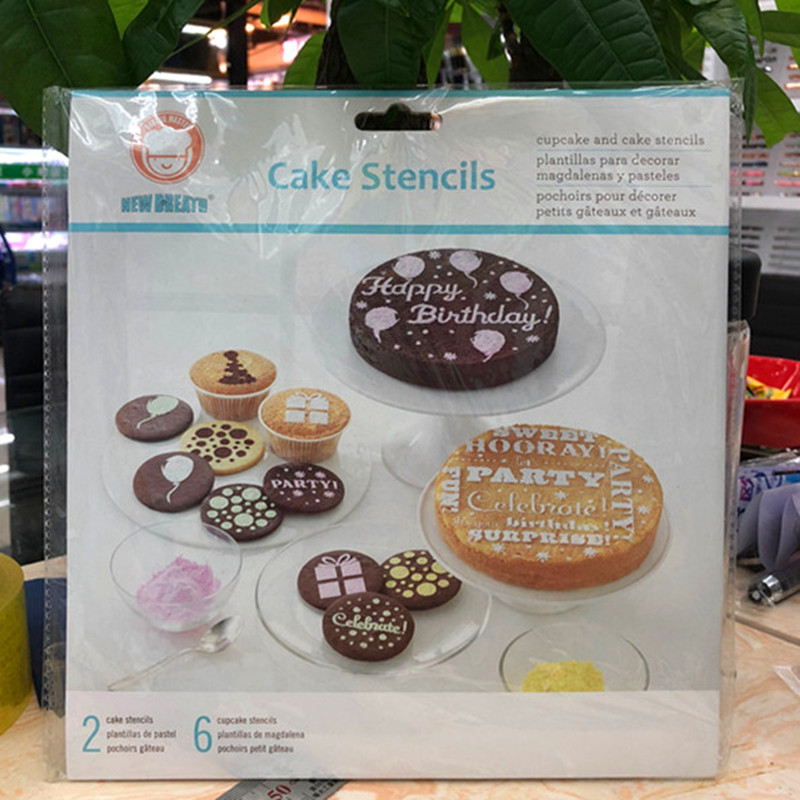 NEW BREATH®
Cake Stencils
cupcake and cake stencils
plantillas para decorar
magdalenas y pasteles
pochoirs pour décorer
petits gâteaux et gâteaux
Happy
Birthday!
PARTY!
Celebrate!
SWEET
HOORAY!
PARTY
Celebrate!
birthday
SURPRISE!
FUN!
PARTY!
2
cake stencils
plantillas de pastel
pochoirs gâteau
6
cupcake stencils
plantillas de magdalena
pochoirs petit gâteau
50